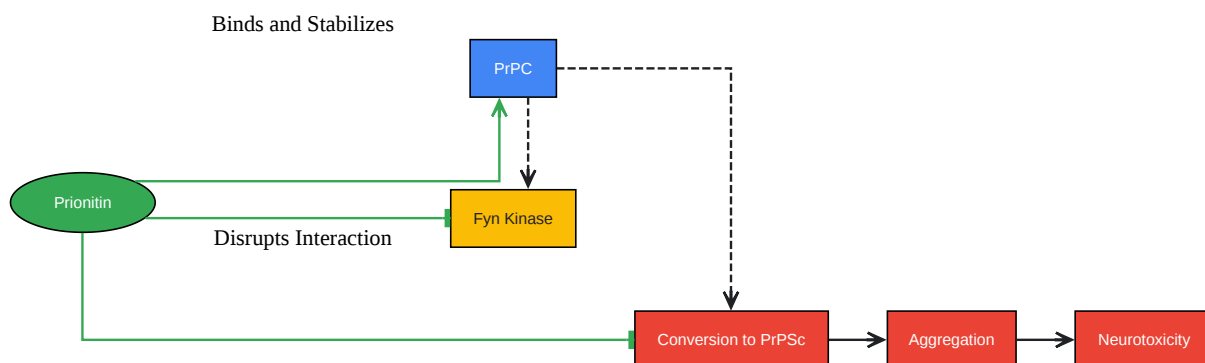 Binds and Stabilizes
PrPC
Prionitin
Fyn Kinase
Disrupts Interaction
Conversion to PrPSc
Aggregation
Neurotoxicity